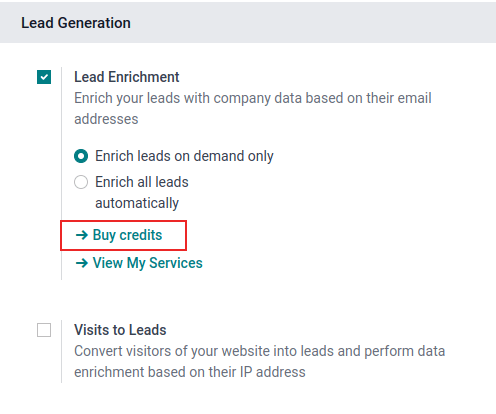 Lead Generation
Lead Enrichment
Enrich your leads with company data based on their email
addresses
Enrich leads on demand only
Enrich all leads
automatically
→ Buy credits
→ View My Services
Visits to Leads
Convert visitors of your website into leads and perform data
enrichment based on their IP address